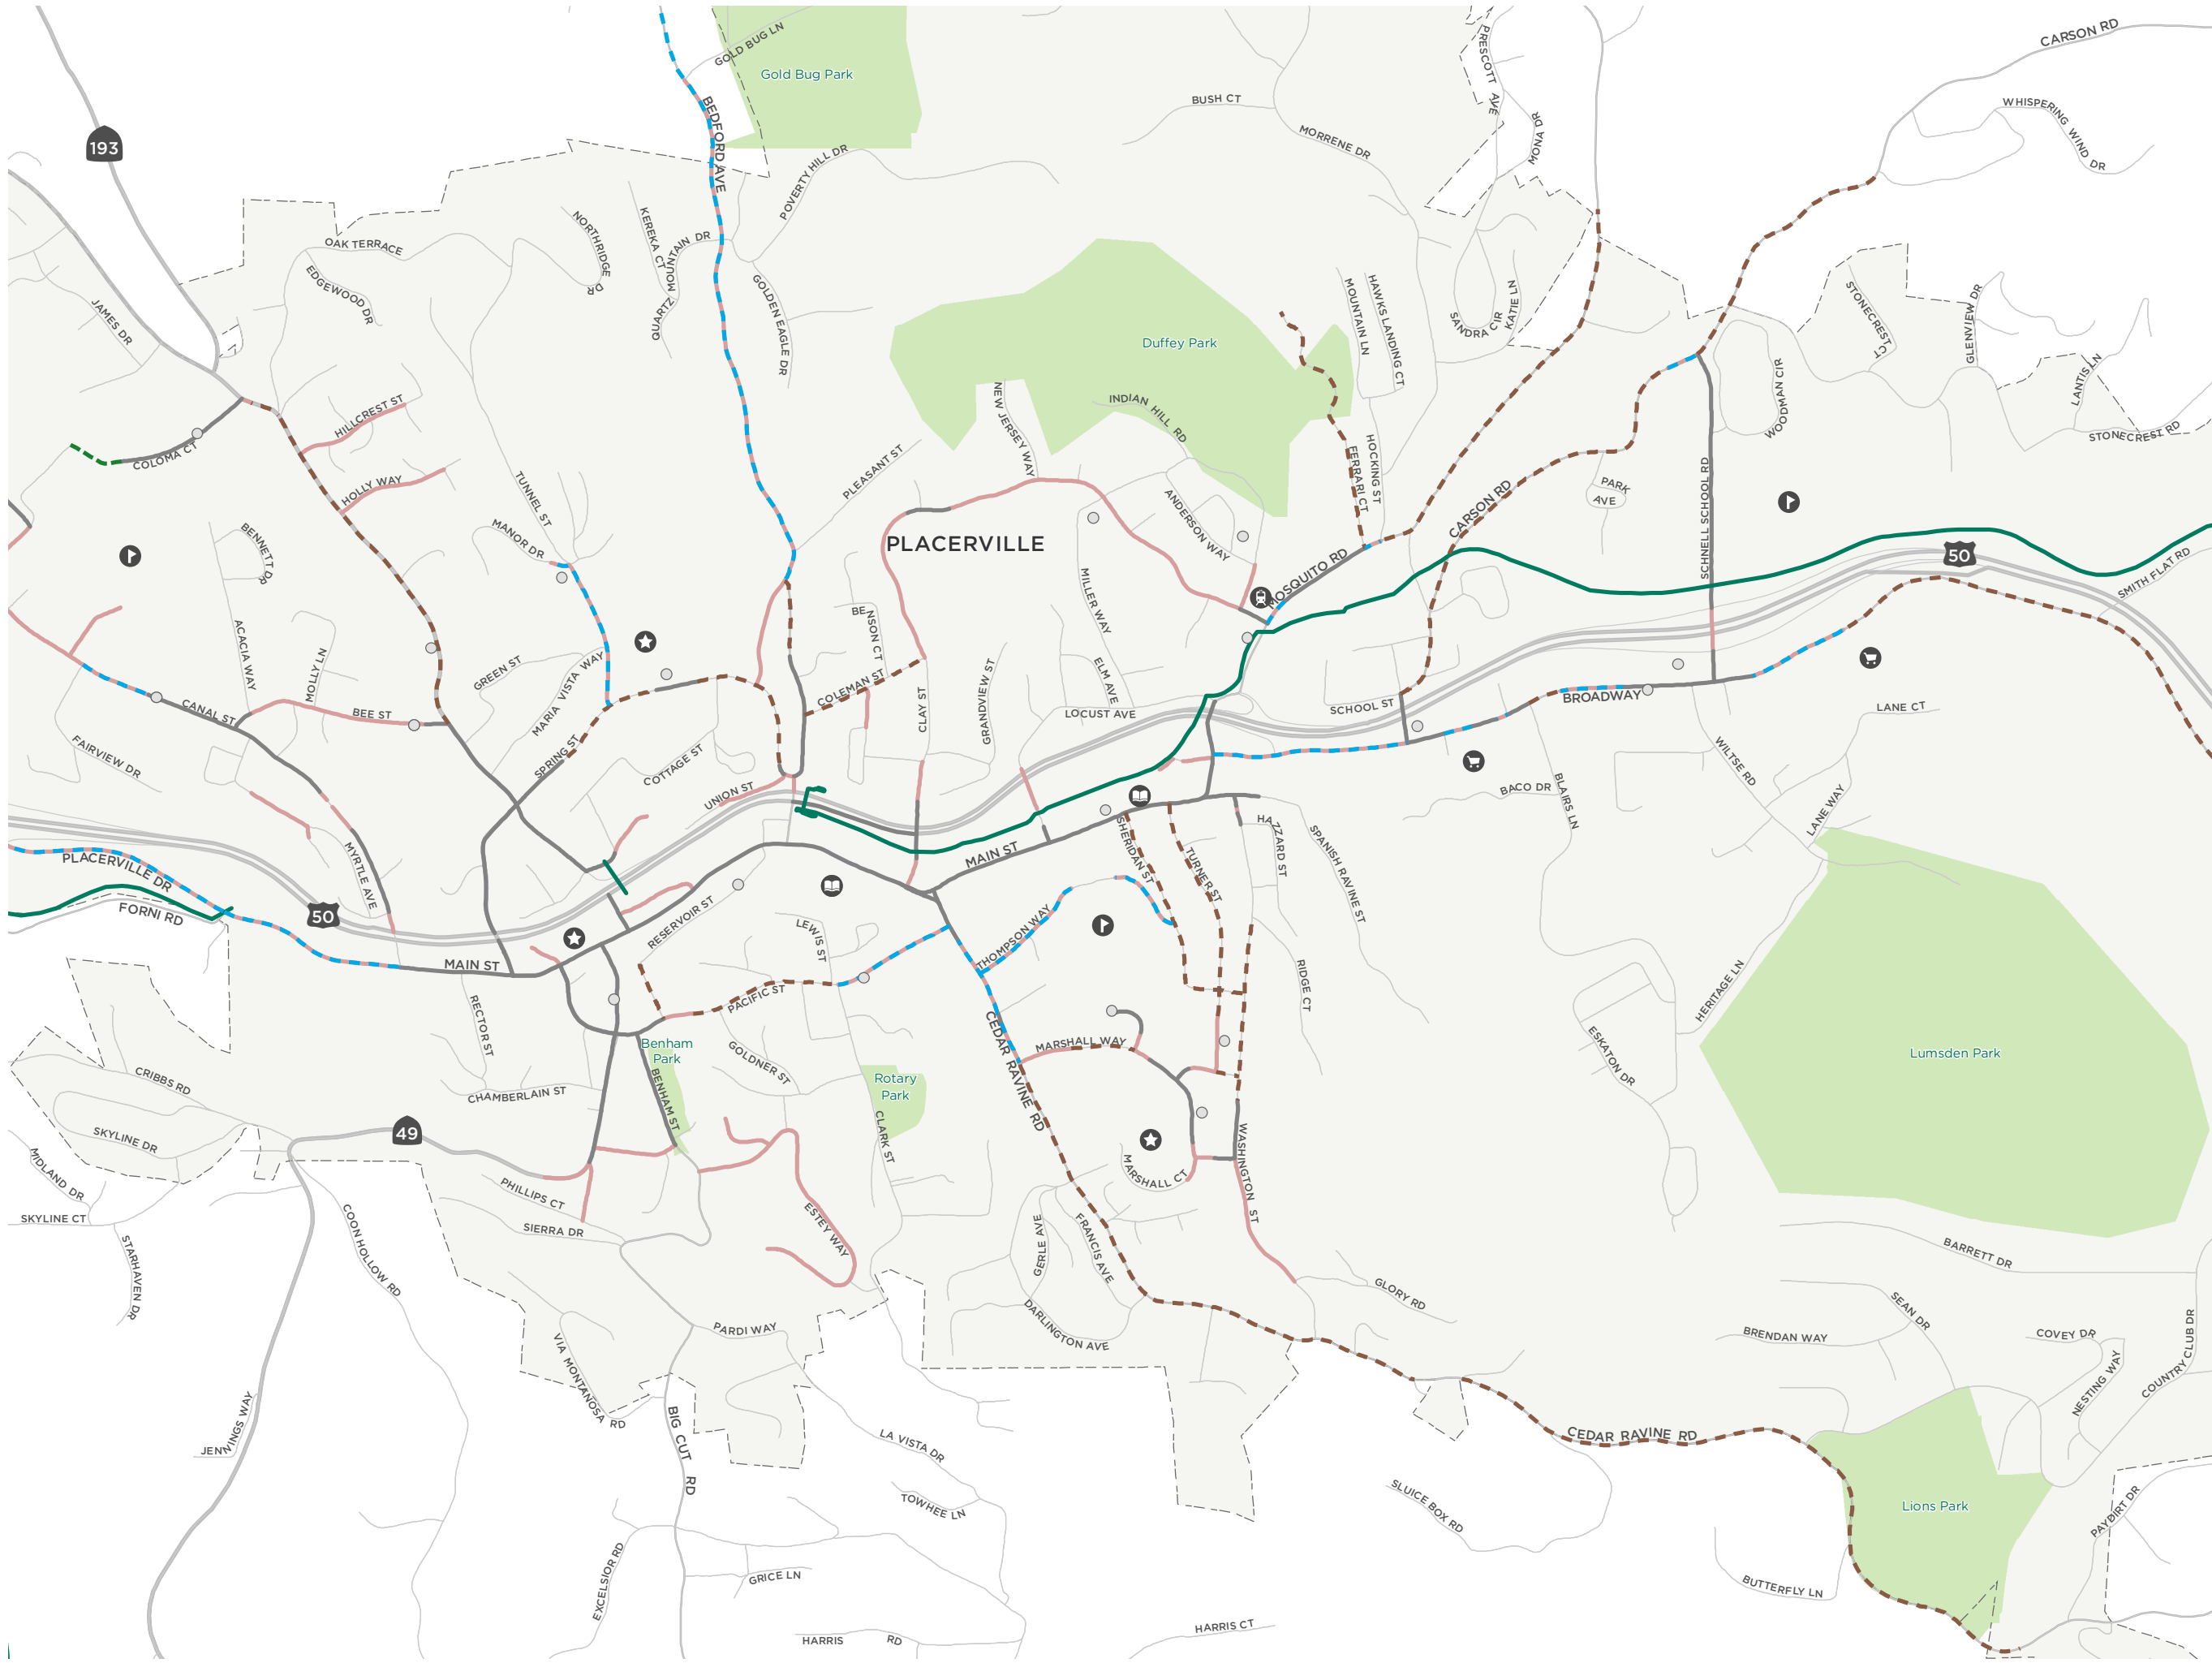 CARSON RD
GOLD BUG LN
PRESCOTT AVE
Gold Bug Park
BUSH CT
WHISPERING WIND DR
193
BEDFORD AVE
MORRENE DR
MONA DR
POVERTY HILL DR
NORTHRIDGE DR
KEREKA CT
QUARTZ MOUNTAIN DR
OAK TERRACE
EDGEWOOD DR
GOLDEN EAGLE DR
JAMES DR
Duffey Park
MOUNTAIN LN
HAWKS LANDING CT
SANDRA CIR
KATIE LN
STONECREST CT
GLENVIEW DR
LANTIS LN
WOODMAN CIR
STONECREST RD
HILLCREST ST
NEW JERSEY WAY
INDIAN HILL RD
COLOMA CT
HOLLY WAY
TUNNEL ST
PLEASANT ST
HOCKING ST
FERRARI CT
CARSON RD
PARK AVE
SCHNELL SCHOOL RD
ANDERSON WAY
MANOR DR
BENNETT DR
PLACERVILLE
MOSQUITO RD
50
SMITH FLAT RD
MILLER WAY
BENSON CT
ACACIA WAY
MOLLY LN
GREEN ST
MARIA VISTA WAY
COLEMAN ST
CLAY ST
GRANDVIEW ST
ELM AVE
LOCUST AVE
SCHOOL ST
BROADWAY
LANE CT
CANAL ST
BEE ST
FAIRVIEW DR
SPRING ST
COTTAGE ST
UNION ST
WILTSE RD
BACO DR
BLAIRS LN
LANE WAY
PLACERVILLE DR
MYRTLE AVE
MAIN ST
SHERIDAN ST
TURNER ST
HAZZARD ST
SPANISH RAVINE ST
FORNI RD
50
RESERVOIR ST
LEWIS ST
THOMPSON WAY
MAIN ST
RECTOR ST
PACIFIC ST
RIDGE CT
HERITAGE LN
CEDAR RAVINE RD
MARSHALL WAY
Benham
Park
GOLDNER ST
ESKATON DR
Lumsden Park
CRIBBS RD
CHAMBERLAIN ST
BENHAM ST
Rotary
Park
CLARK ST
49
SKYLINE DR
MIDLAND DR
MARSHALL CT
WASHINGTON ST
PHILLIPS CT
SKYLINE CT
SIERRA DR
ESTEY WAY
STARHAVEN DR
COON HOLLOW RD
GERLE AVE
FRANCIS AVE
BARRETT DR
GLORY RD
DARLINGTON AVE
SEAN DR
BRENDAN WAY
COVEY DR
COUNTRY CLUB DR
NESTING WAY
PARDI WAY
VIA MONTANOSA RD
JENNINGS WAY
BIG CUT RD
LA VISTA DR
CEDAR RAVINE RD
TOWHEE LN
SLUICE BOX RD
Lions Park
PAYDIRT DR
EXCELSIOR RD
GRICE LN
BUTTERFLY LN
HARRIS RD
HARRIS CT